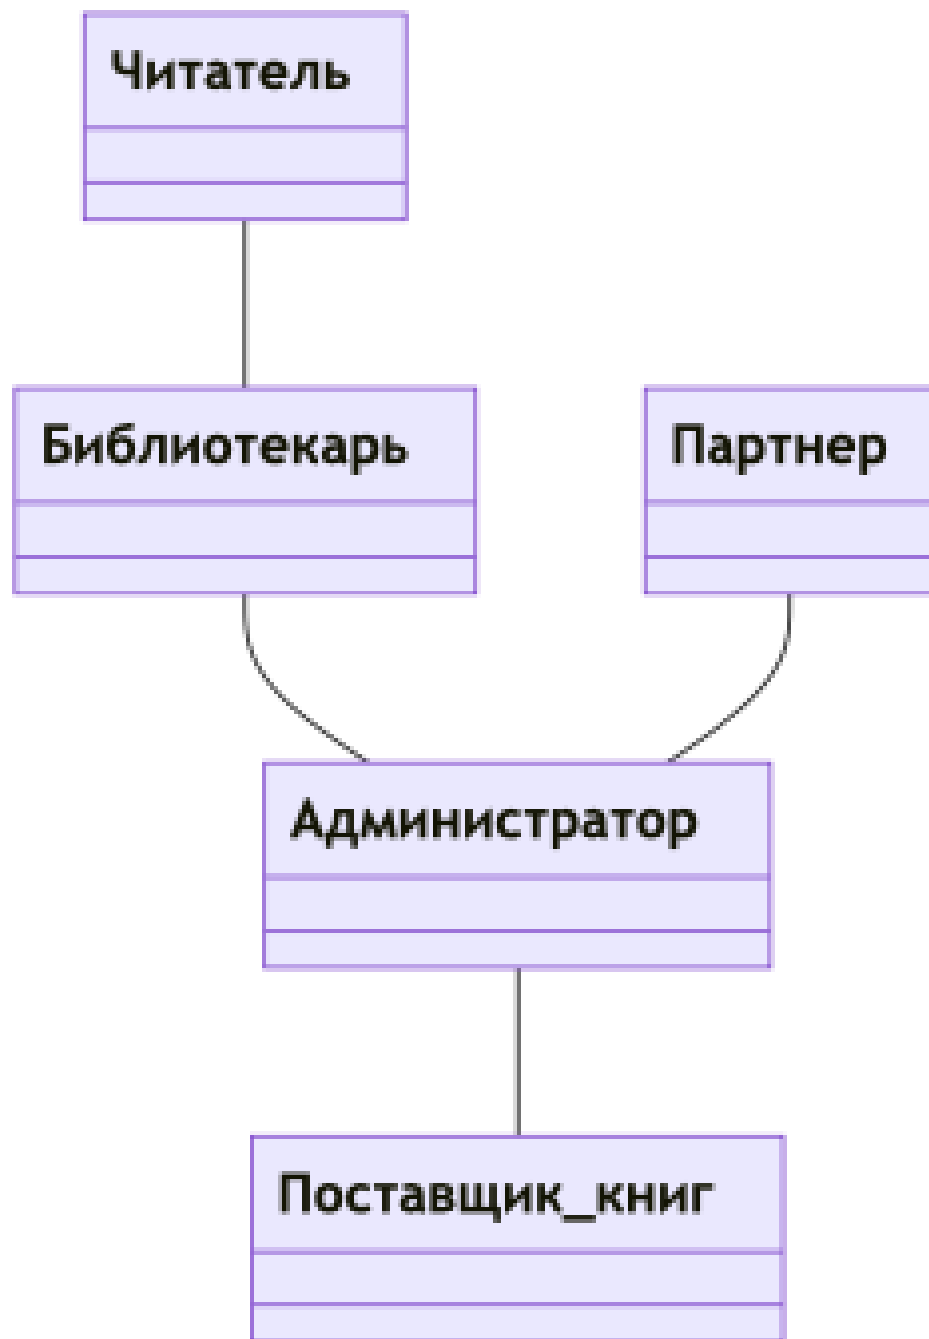 Читатель
Библиотекарь
Партнер
Администратор
Поставщик_книг